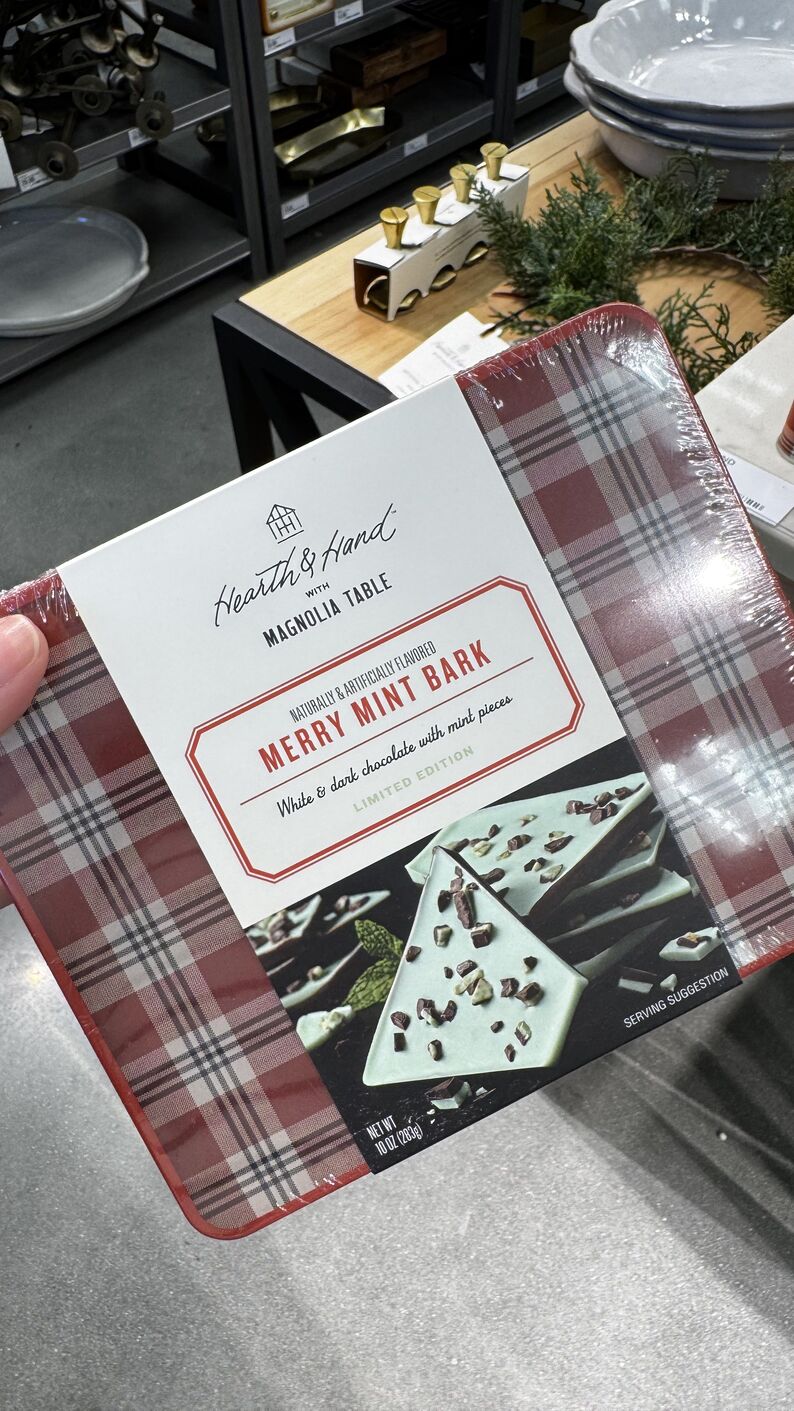 Hearth & Hand™
WITH
MAGNOLIA TABLE
NATURALLY & ARTIFICIALLY FLAVORED
MERRY MINT BARK
White & dark chocolate with mint pieces
LIMITED EDITION
SERVING SUGGESTION
NET WT
10 OZ (283g)